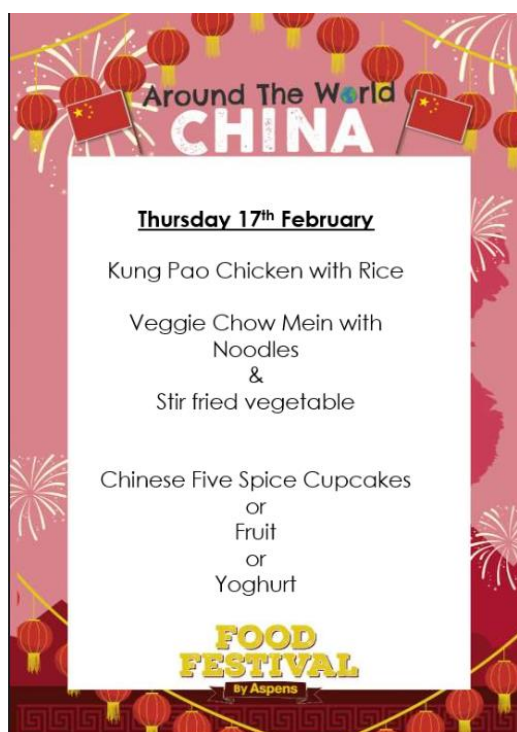 Around The World
CHINA
Thursday 17th February
Kung Pao Chicken with Rice
Veggie Chow Mein with
Noodles
&
Stir fried vegetable
Chinese Five Spice Cupcakes
or
Fruit
or
Yoghurt
FOOD
FESTIVAL
By Aspens